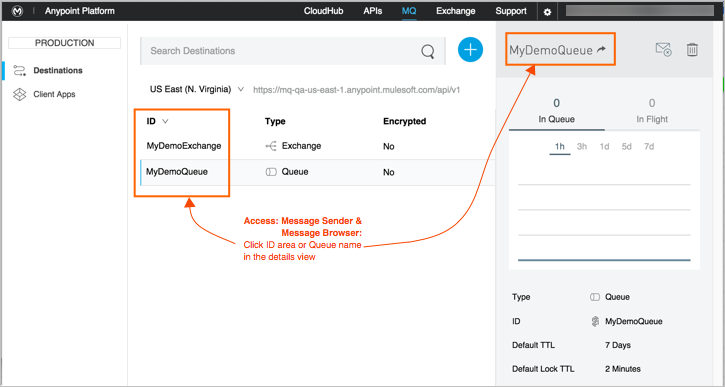 Anypoint Platform CloudHub APIs MQ Exchange Support
PRODUCTION
Destinations
Client Apps
Search Destinations
US East (N. Virginia) https://mq-qa-us-east-1.anypoint.mulesoft.com/api/v1
ID Type Encrypted
MyDemoExchange Exchange No
MyDemoQueue Queue No
Access: Message Sender &
Message Browser:
Click ID area or Queue name
in the details view
MyDemoQueue
0 0
In Queue In Flight
1h 3h 1d 5d 7d
Type Queue
ID MyDemoQueue
Default TTL 7 Days
Default Lock TTL 2 Minutes